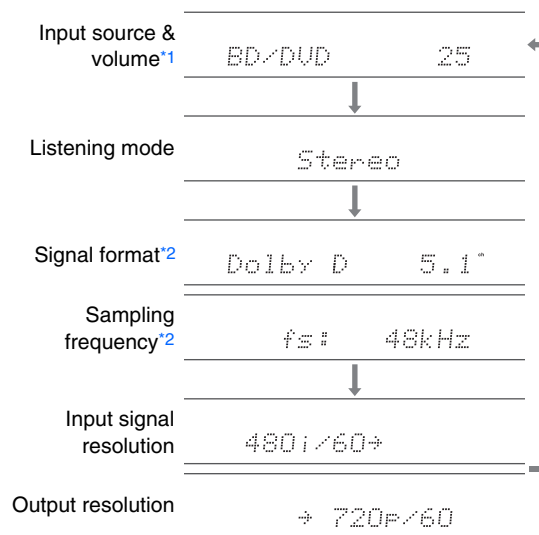 Input source &
volume*1
BD/DVD 25
Listening mode
Stereo
Signal format*2
Dolby D 5.1
Sampling
frequency*2
fs: 48kHz
Input signal
resolution
480i/60→
Output resolution
→ 720p/60